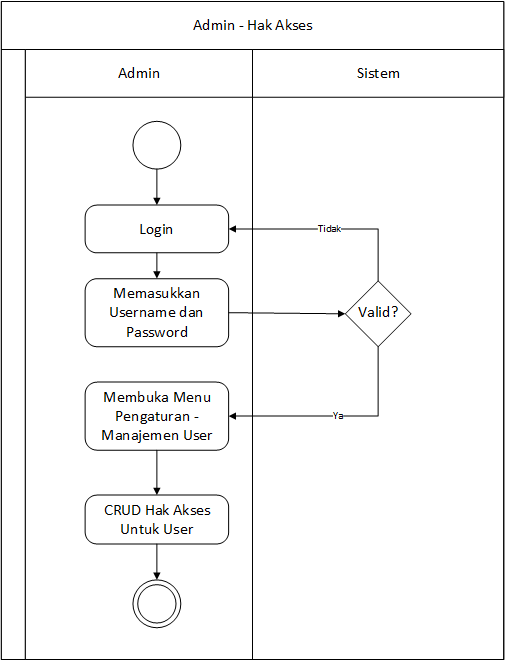 Admin - Hak Akses
Admin
Sistem
Login
Tidak
Memasukkan
Username dan
Password
Valid?
Membuka Menu
Pengaturan -
Manajemen User
Ya
CRUD Hak Akses
Untuk User